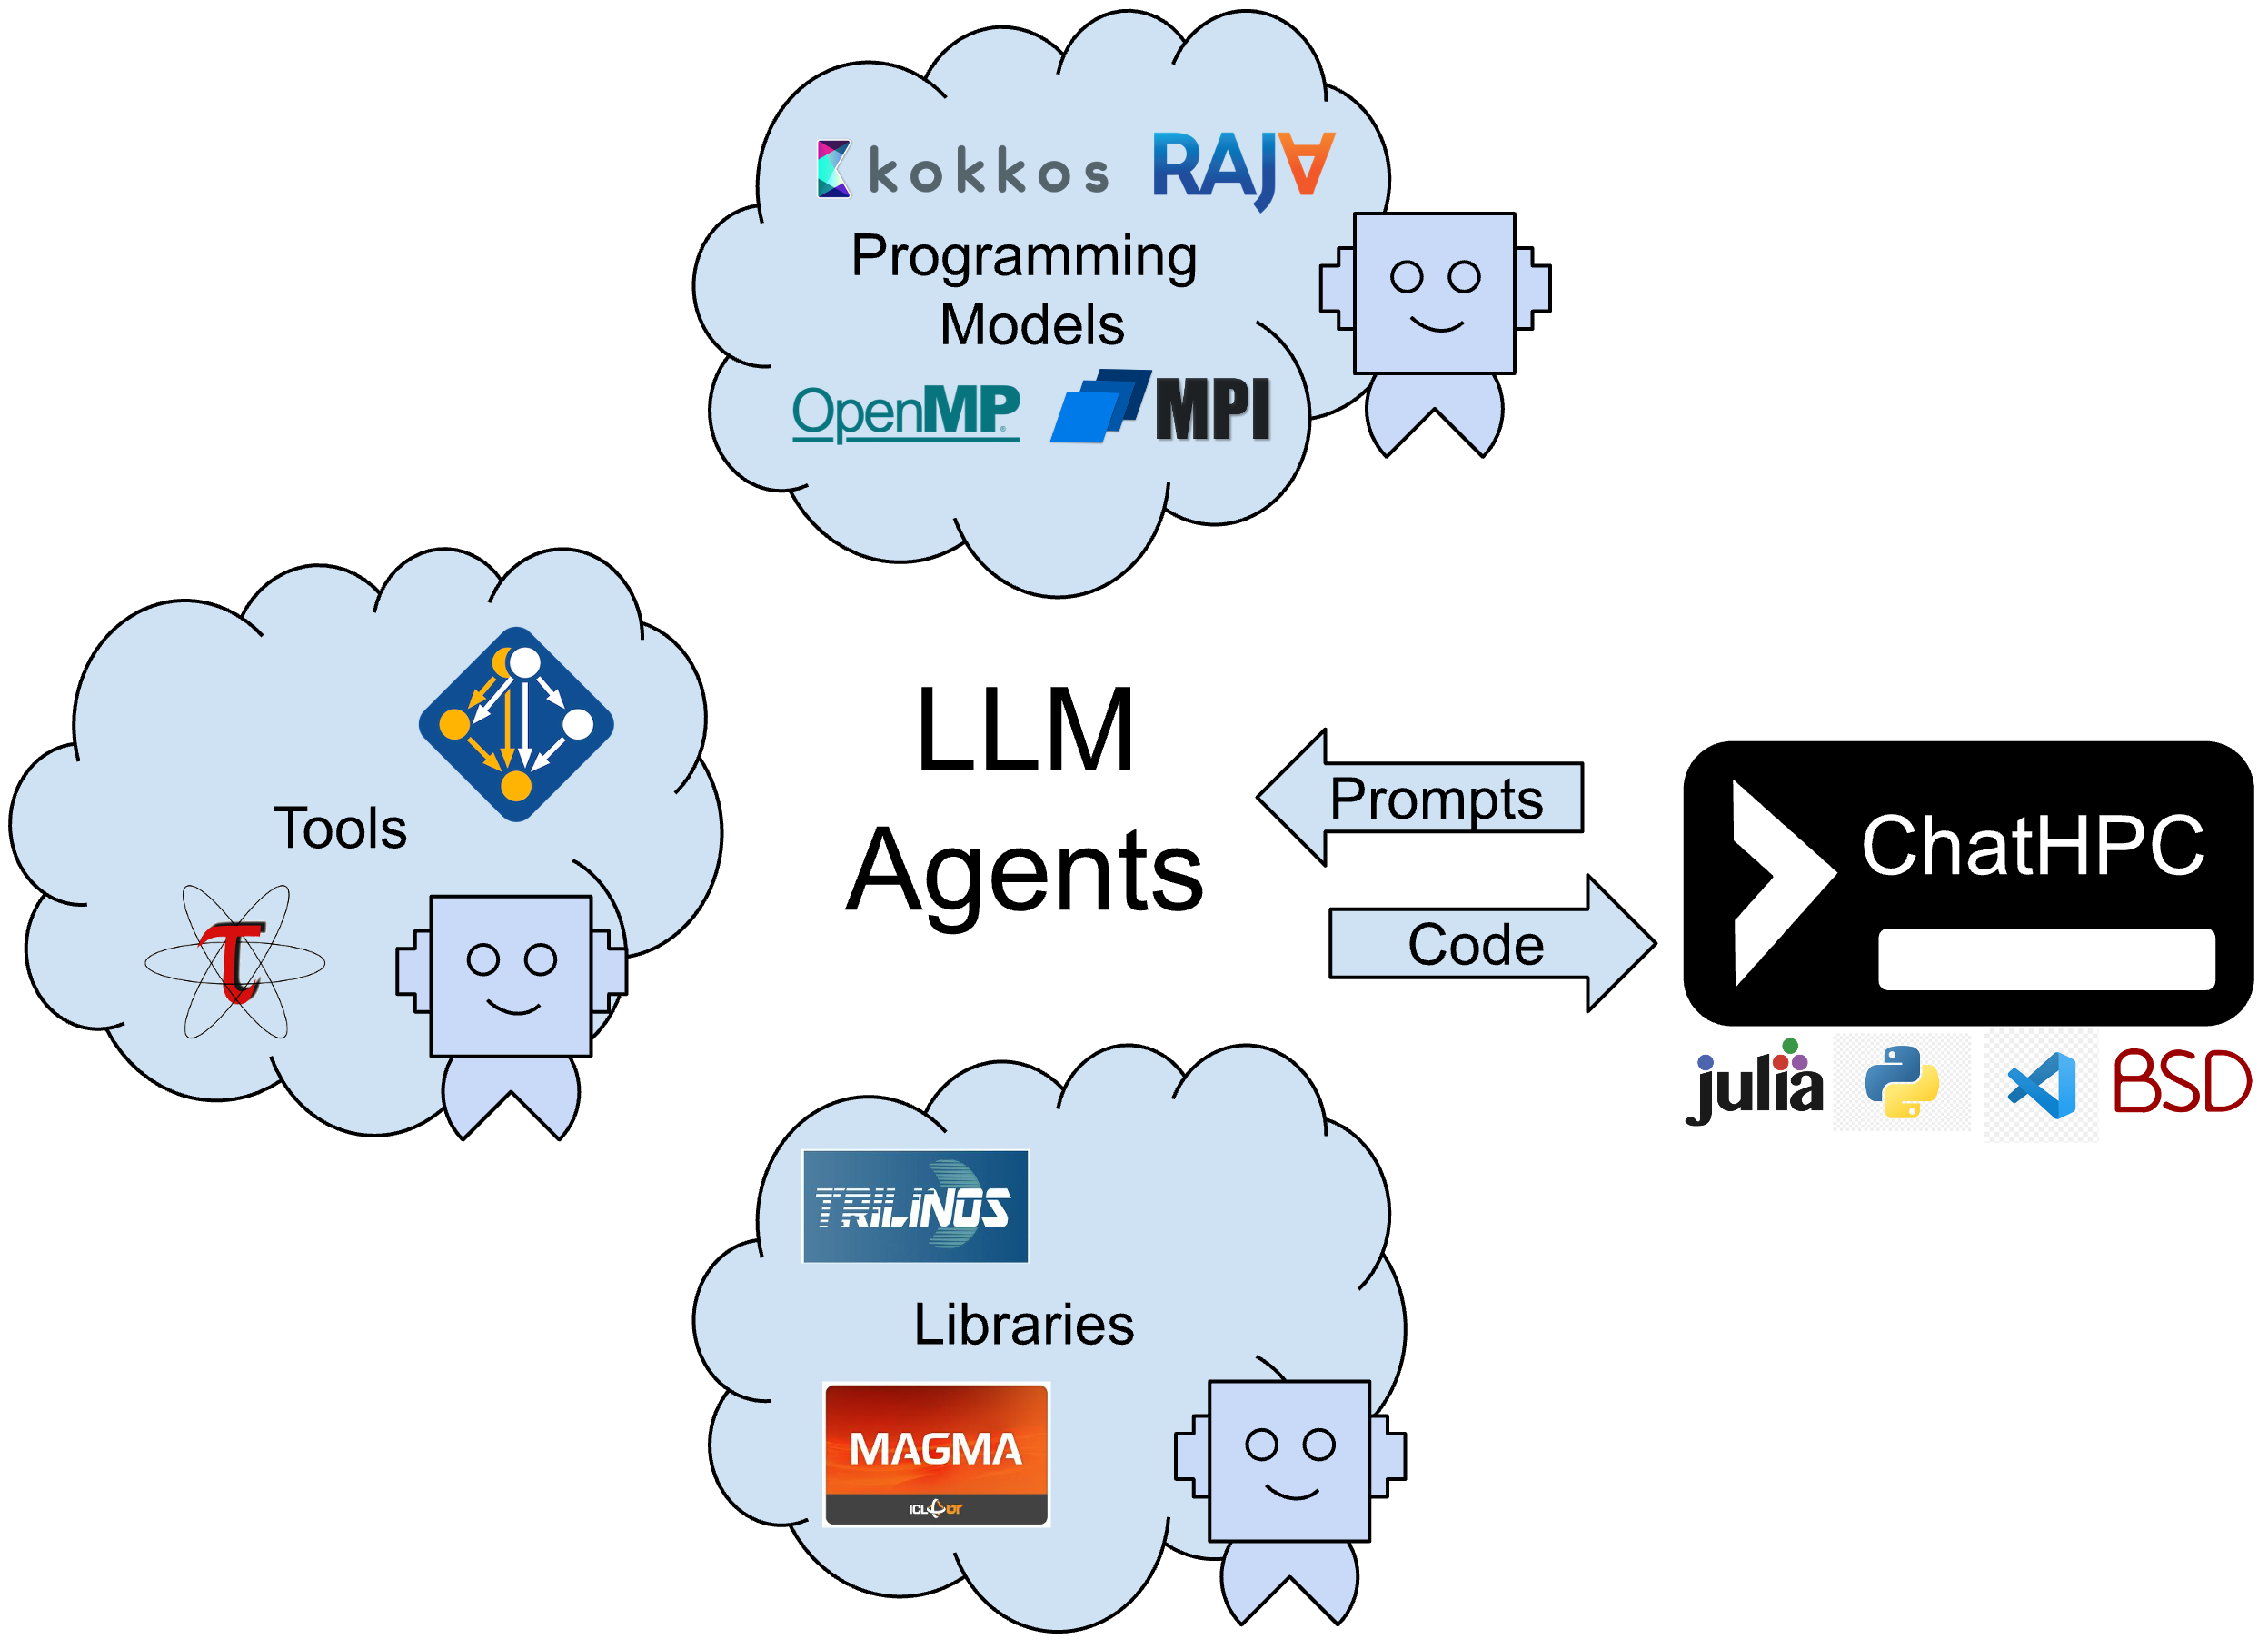 kokkos RAJA
Programming
Models
OpenMP MPI
Tools
τ
LLM
Agents
Prompts
Code
ChatHPC
julia BSD
TRILINOS
Libraries
MAGMA
ICL UT